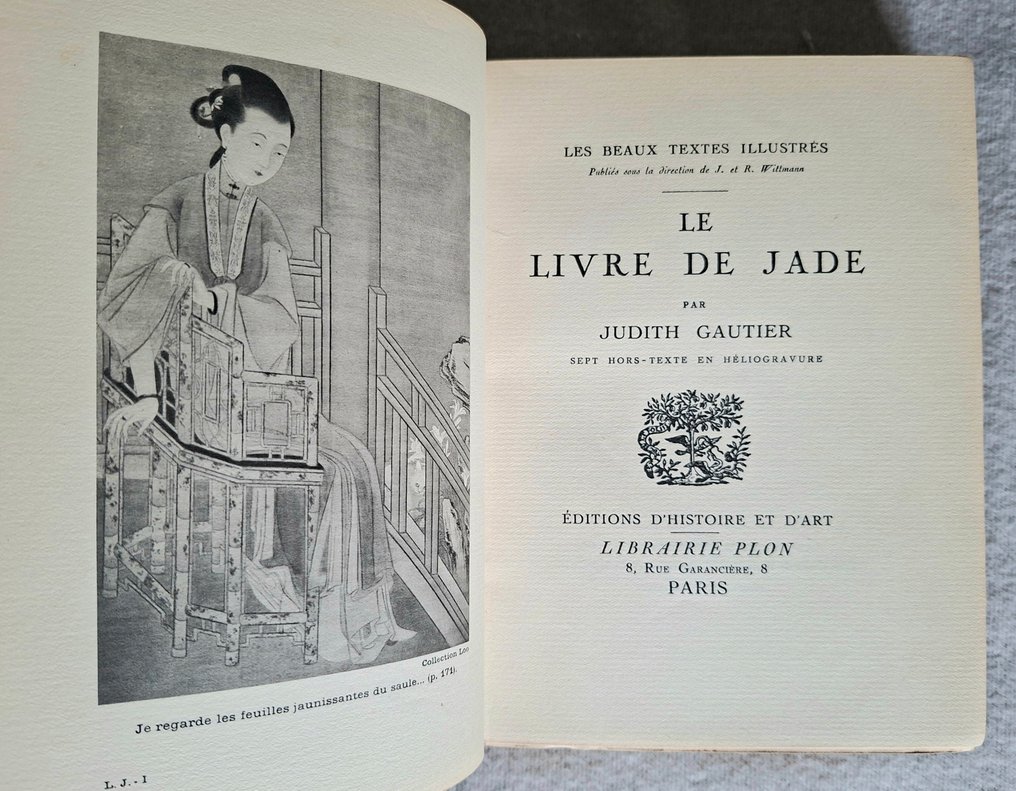 Collection Loo
Je regarde les feuilles jaunissantes du saule... (p. 171).
L. J. - I
LES BEAUX TEXTES ILLUSTRÉS
Publiés sous la direction de J. et R. Wittmann
LE
LIVRE DE JADE
PAR
JUDITH GAUTIER
SEPT HORS-TEXTE EN HÉLIOGRAVURE
ÉDITIONS D'HISTOIRE ET D'ART
LIBRAIRIE PLON
8, RUE GARANCIÈRE, 8
PARIS